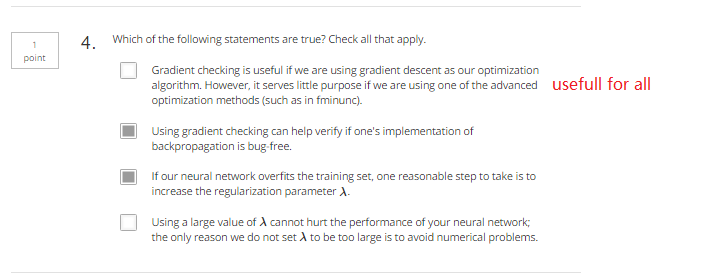 1
point
4. Which of the following statements are true? Check all that apply.
Gradient checking is useful if we are using gradient descent as our optimization
algorithm. However, it serves little purpose if we are using one of the advanced
optimization methods (such as in fminunc).
usefull for all
Using gradient checking can help verify if one's implementation of
backpropagation is bug-free.
If our neural network overfits the training set, one reasonable step to take is to
increase the regularization parameter λ.
Using a large value of λ cannot hurt the performance of your neural network;
the only reason we do not set λ to be too large is to avoid numerical problems.